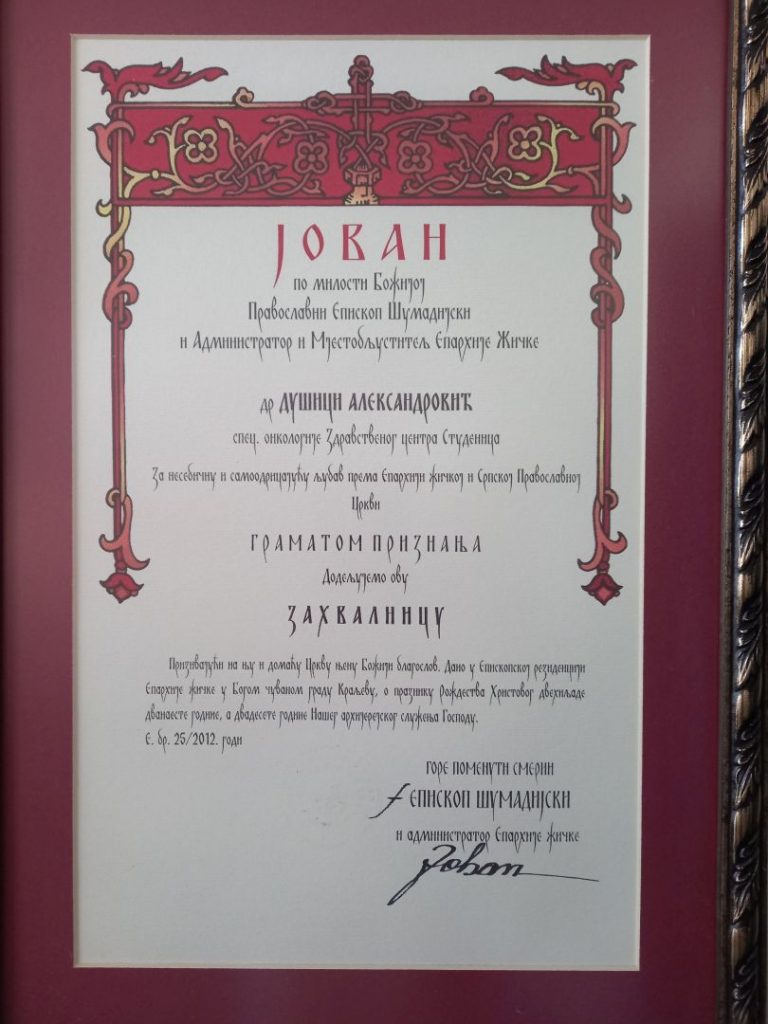 ЈОВАН
по милости Божијој
Православни Епископ Шумадијски
и Администратор и Мјестобљуститељ Епархије Жичке
др ДУШИЦИ АЛЕКСАНДРОВИЋ
спец. онкологије Здравственог центра Студеница
За несебичну и самоодричајућу љубав према Епархији жичкој и Српској Православној
Цркви
ГРАМАТОМ ПРИЗНАЊА
Додељујемо ову
ЗАХВАЛНИЦУ
Призивајући на њу и домаћу Цркву њену Божији благослов. Дано у Епископској резиденцији
Епархије жичке у Богом чуваном граду Краљеву, о празнику Рождества Христовог двехиљаде
дванаесте године, а двадесете године Нашег архијерејског служења Господу.
Е. бр. 25/2012. годи
горе поменути смерни
† ЕПИСКОП ШУМАДИЈСКИ
и администратор Епархије жичке
Јован